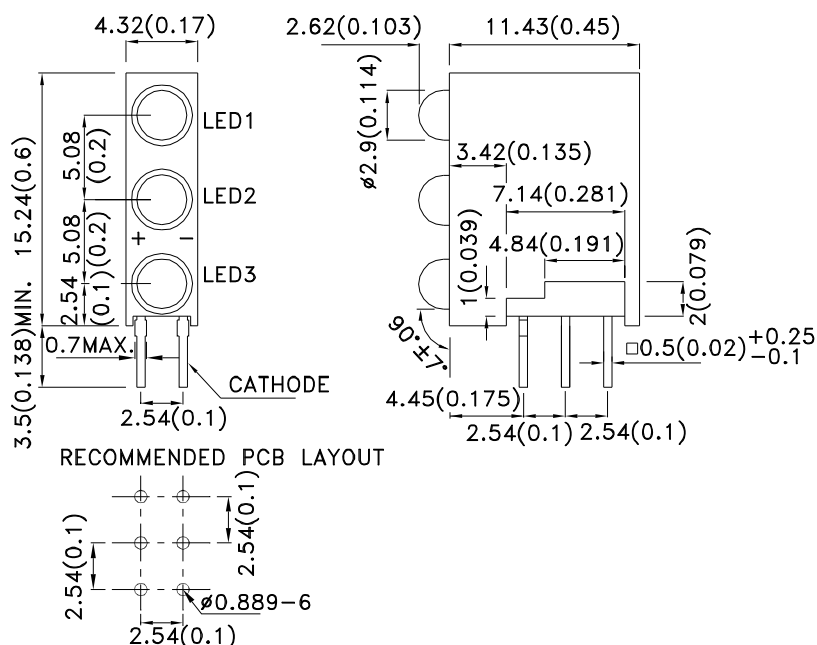 4.32(0.17)
2.62(0.103)
11.43(0.45)
LED1
LED2
LED3
+ −
5.08
(0.2)
5.08
(0.2)
2.54
(0.1)
15.24(0.6)
3.5(0.138)MIN.
0.7MAX.
CATHODE
2.54(0.1)
ø2.9(0.114)
3.42(0.135)
7.14(0.281)
4.84(0.191)
1(0.039)
2(0.079)
90°±7°
□0.5(0.02)+0.25
−0.1
4.45(0.175)
2.54(0.1)
2.54(0.1)
RECOMMENDED PCB LAYOUT
2.54(0.1)
2.54(0.1)
ø0.889−6
2.54(0.1)